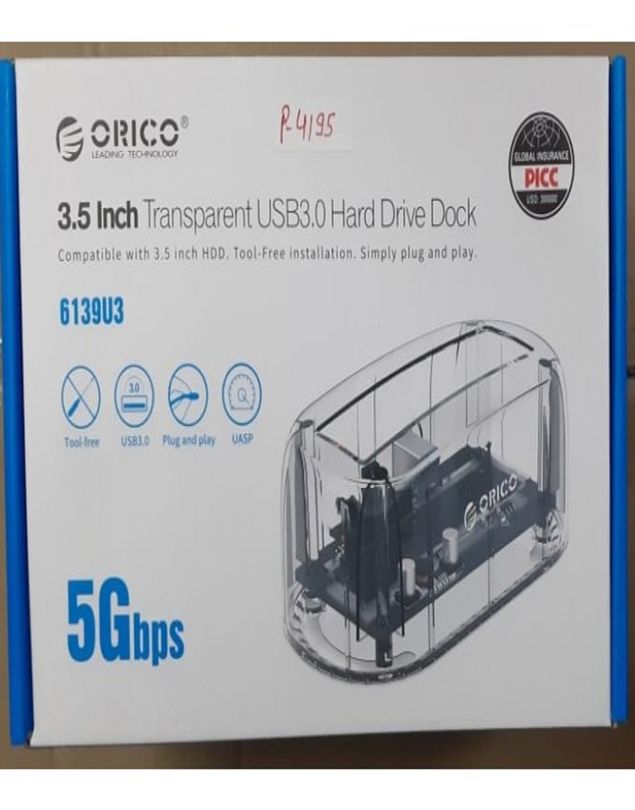 ORICO®
LEADING TECHNOLOGY
P-4195
GLOBAL INSURANCE
PICC
USD: 300000
3.5 Inch Transparent USB3.0 Hard Drive Dock
Compatible with 3.5 inch HDD. Tool-Free installation. Simply plug and play.
6139U3
3.0
Tool-free
USB3.0
Plug and play
UASP
ORICO
5Gbps